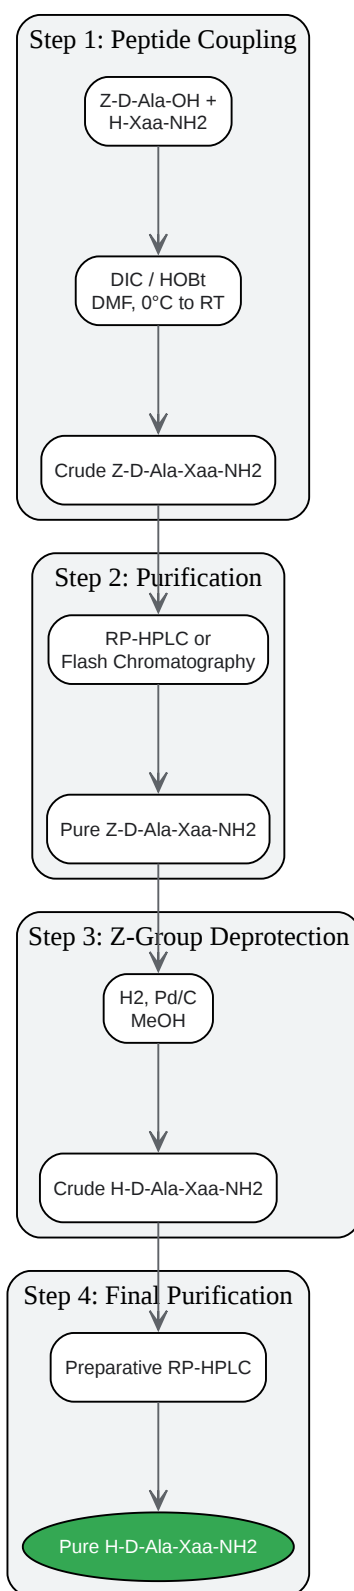 Step 1: Peptide Coupling
Z-D-Ala-OH +
H-Xaa-NH2
DIC / HOBt
DMF, 0°C to RT
Crude Z-D-Ala-Xaa-NH2
Step 2: Purification
RP-HPLC or
Flash Chromatography
Pure Z-D-Ala-Xaa-NH2
Step 3: Z-Group Deprotection
H2, Pd/C
MeOH
Crude H-D-Ala-Xaa-NH2
Step 4: Final Purification
Preparative RP-HPLC
Pure H-D-Ala-Xaa-NH2